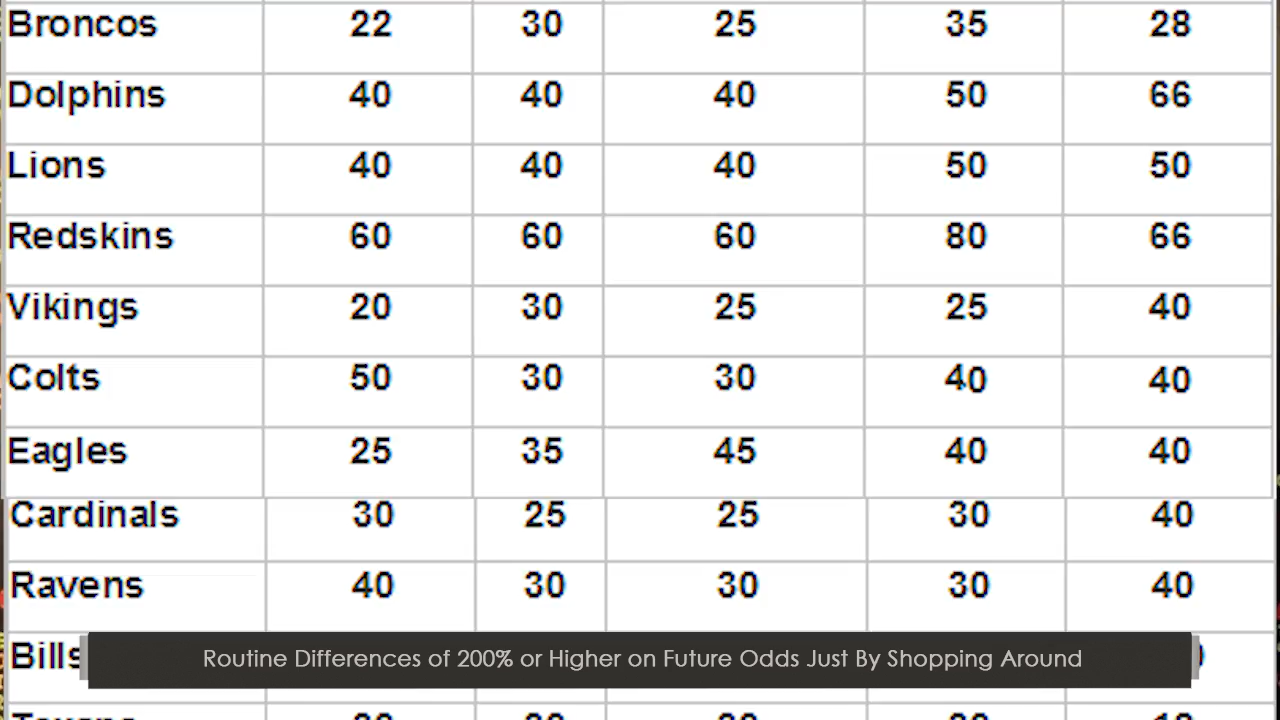 Broncos 22 30 25 35 28
Dolphins 40 40 40 50 66
Lions 40 40 40 50 50
Redskins 60 60 60 80 66
Vikings 20 30 25 25 40
Colts 50 30 30 40 40
Eagles 25 35 45 40 40
Cardinals 30 25 25 30 40
Ravens 40 30 30 30 40
Bills
Routine Differences of 200% or Higher on Future Odds Just By Shopping Around